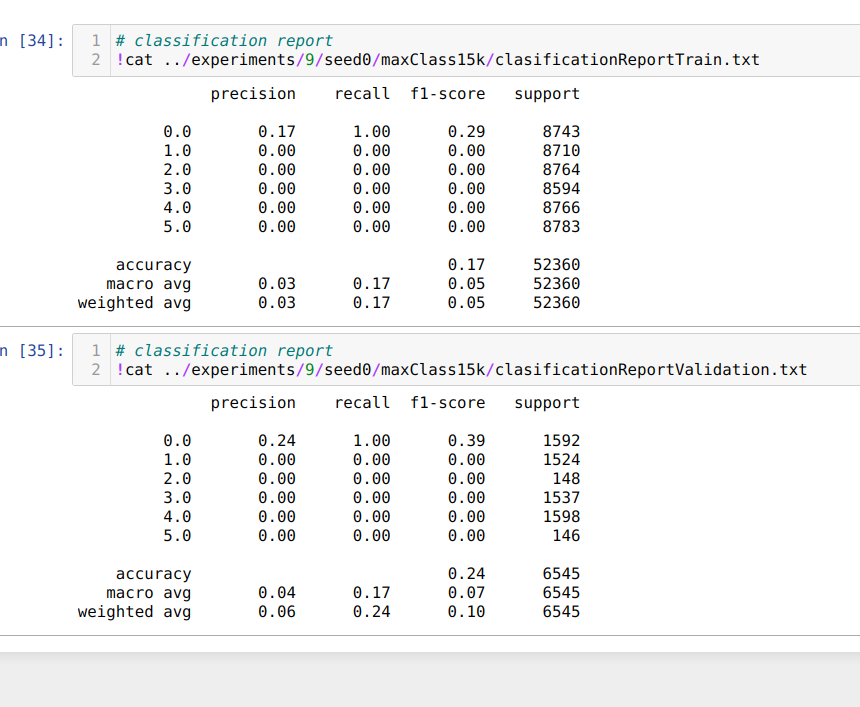 n [34]:
1 # classification report
2 !cat ../experiments/9/seed0/maxClass15k/clasificationReportTrain.txt
precision recall f1-score support
0.0 0.17 1.00 0.29 8743
1.0 0.00 0.00 0.00 8710
2.0 0.00 0.00 0.00 8764
3.0 0.00 0.00 0.00 8594
4.0 0.00 0.00 0.00 8766
5.0 0.00 0.00 0.00 8783
accuracy 0.17 52360
macro avg 0.03 0.17 0.05 52360
weighted avg 0.03 0.17 0.05 52360
n [35]:
1 # classification report
2 !cat ../experiments/9/seed0/maxClass15k/clasificationReportValidation.txt
precision recall f1-score support
0.0 0.24 1.00 0.39 1592
1.0 0.00 0.00 0.00 1524
2.0 0.00 0.00 0.00 148
3.0 0.00 0.00 0.00 1537
4.0 0.00 0.00 0.00 1598
5.0 0.00 0.00 0.00 146
accuracy 0.24 6545
macro avg 0.04 0.17 0.07 6545
weighted avg 0.06 0.24 0.10 6545